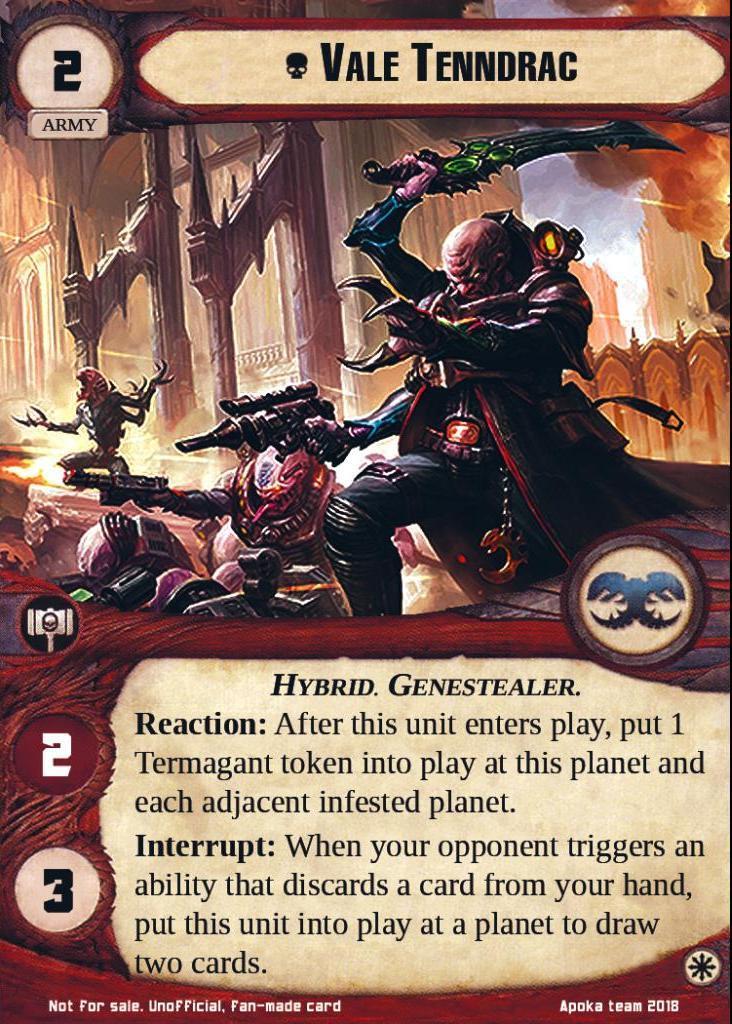 2
VALE TENNDRAC
ARMY
HYBRID. GENESTEALER.
2
Reaction: After this unit enters play, put 1
Termagant token into play at this planet and
each adjacent infested planet.
3
Interrupt: When your opponent triggers an
ability that discards a card from your hand,
put this unit into play at a planet to draw
two cards.
Not for sale. Unofficial, fan-made card
Apoka team 2018